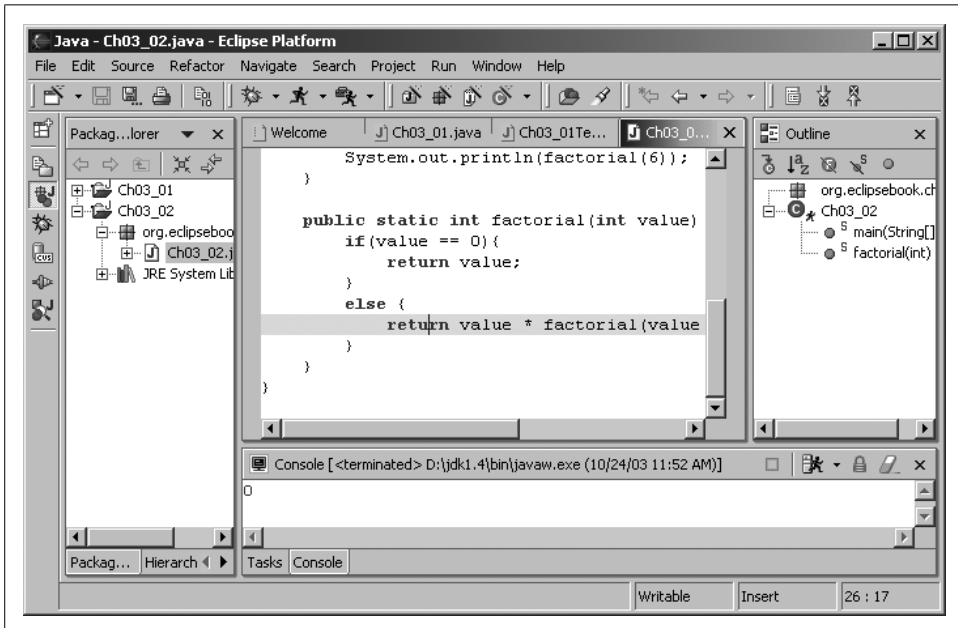 Java - Ch03_02.java - Eclipse Platform
File Edit Source Refactor Navigate Search Project Run Window Help
Packag...lorer
Welcome
Ch03_01.java
Ch03_01Te...
Ch03_0...
Outline
Ch03_01
Ch03_02
org.eclipseboo
Ch03_02.j
JRE System Lib
System.out.println(factorial(6));
}
public static int factorial(int value)
if(value == 0){
return value;
}
else {
return value * factorial(value
}
}
}
org.eclipsebook.ch
Ch03_02
main(String[]
factorial(int)
Console [<terminated> D:\jdk1.4\bin\javaw.exe (10/24/03 11:52 AM)]
0
Packag... Hierarch
Tasks Console
Writable Insert 26 : 17